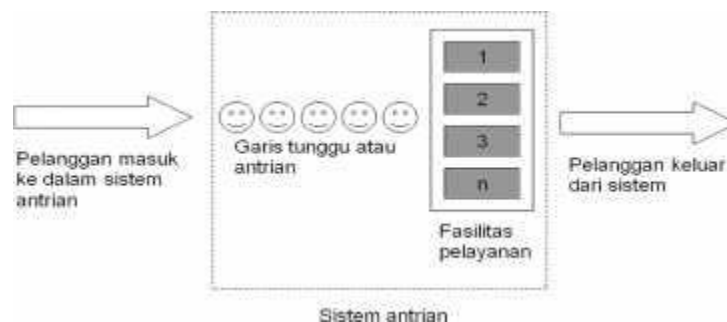 Pelanggan masuk
ke dalam sistem
antrian
Garis tunggu atau
antrian
1
2
3
n
Fasilitas
pelayanan
Pelanggan keluar
dari sistem
Sistem antrian